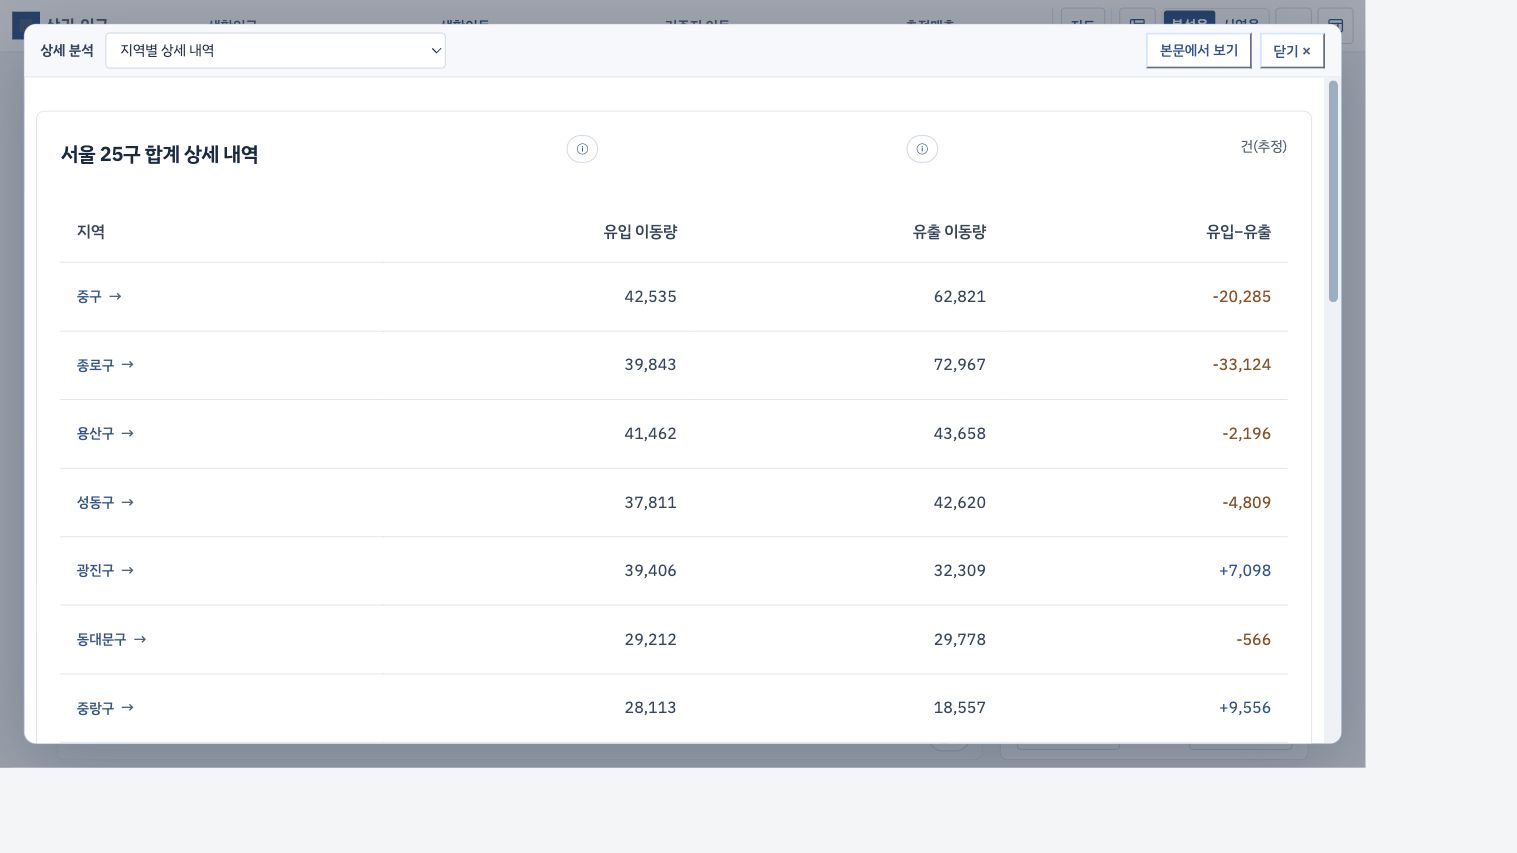 상세 분석
지역별 상세 내역
본문에서 보기
닫기 ×
서울 25구 합계 상세 내역
건(추정)
지역 유입 이동량 유출 이동량 유입−유출
중구 → 42,535 62,821 -20,285
종로구 → 39,843 72,967 -33,124
용산구 → 41,462 43,658 -2,196
성동구 → 37,811 42,620 -4,809
광진구 → 39,406 32,309 +7,098
동대문구 → 29,212 29,778 -566
중랑구 → 28,113 18,557 +9,556